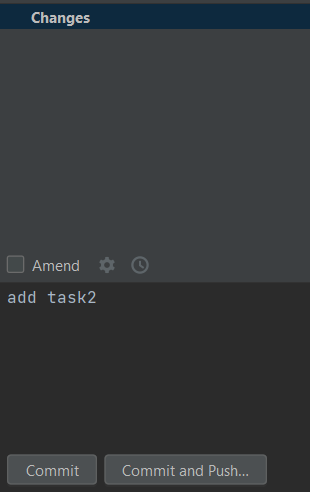 Changes
Amend
add task2
Commit
Commit and Push...